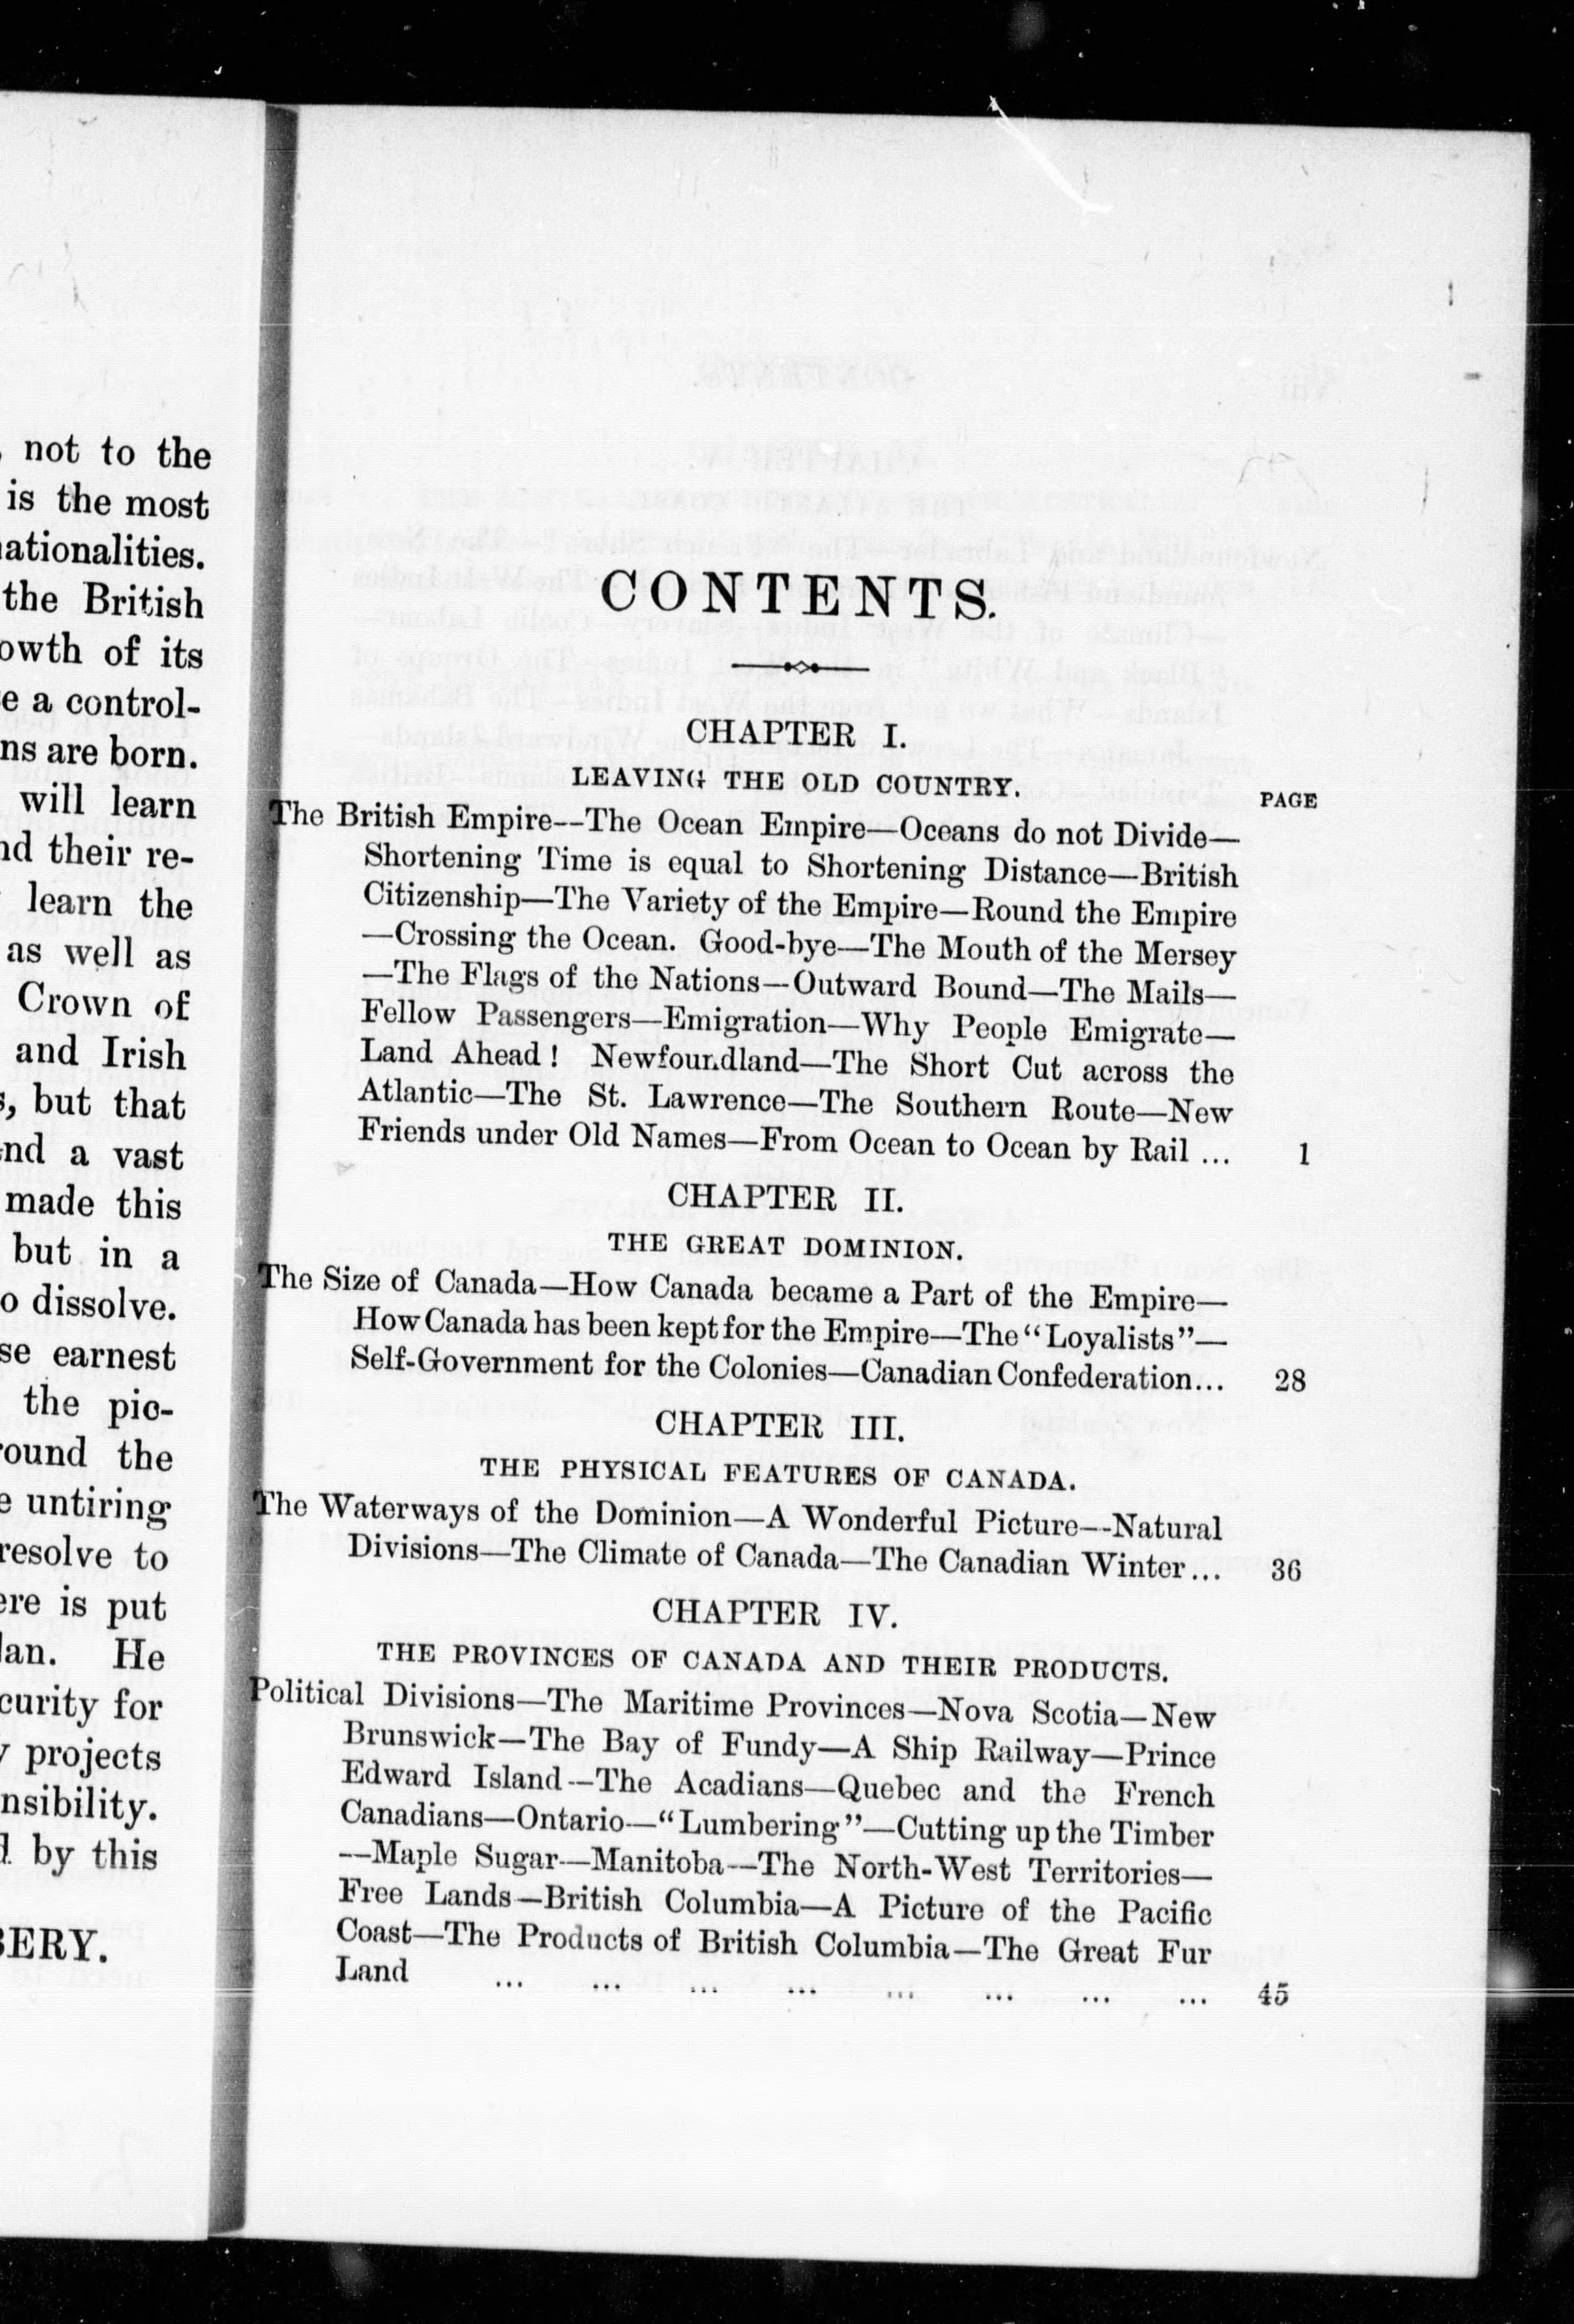 not to the
is the most
ationalities.
the British
owth of its
e a control-
ns are born.
will learn
nd their re-
learn the
as well as
Crown of
and Irish
s, but that
nd a vast
made this
but in a
o dissolve.
se earnest
the pic-
round the
e untiring
resolve to
ere is put
lan. He
curity for
y projects
nsibility.
d by this
BERY.
CONTENTS.
CHAPTER I.
LEAVING THE OLD COUNTRY.
PAGE
The British Empire—The Ocean Empire—Oceans do not Divide—
Shortening Time is equal to Shortening Distance—British
Citizenship—The Variety of the Empire—Round the Empire
—Crossing the Ocean. Good-bye—The Mouth of the Mersey
—The Flags of the Nations—Outward Bound—The Mails—
Fellow Passengers—Emigration—Why People Emigrate—
Land Ahead! Newfoundland—The Short Cut across the
Atlantic—The St. Lawrence—The Southern Route—New
Friends under Old Names—From Ocean to Ocean by Rail ... 1
CHAPTER II.
THE GREAT DOMINION.
The Size of Canada—How Canada became a Part of the Empire—
How Canada has been kept for the Empire—The "Loyalists"—
Self-Government for the Colonies—Canadian Confederation... 28
CHAPTER III.
THE PHYSICAL FEATURES OF CANADA.
The Waterways of the Dominion—A Wonderful Picture—Natural
Divisions—The Climate of Canada—The Canadian Winter... 36
CHAPTER IV.
THE PROVINCES OF CANADA AND THEIR PRODUCTS.
Political Divisions—The Maritime Provinces—Nova Scotia—New
Brunswick—The Bay of Fundy—A Ship Railway—Prince
Edward Island—The Acadians—Quebec and the French
Canadians—Ontario—"Lumbering"—Cutting up the Timber
—Maple Sugar—Manitoba—The North-West Territories—
Free Lands—British Columbia—A Picture of the Pacific
Coast—The Products of British Columbia—The Great Fur
Land ... ... ... ... ... ... ... ... 45